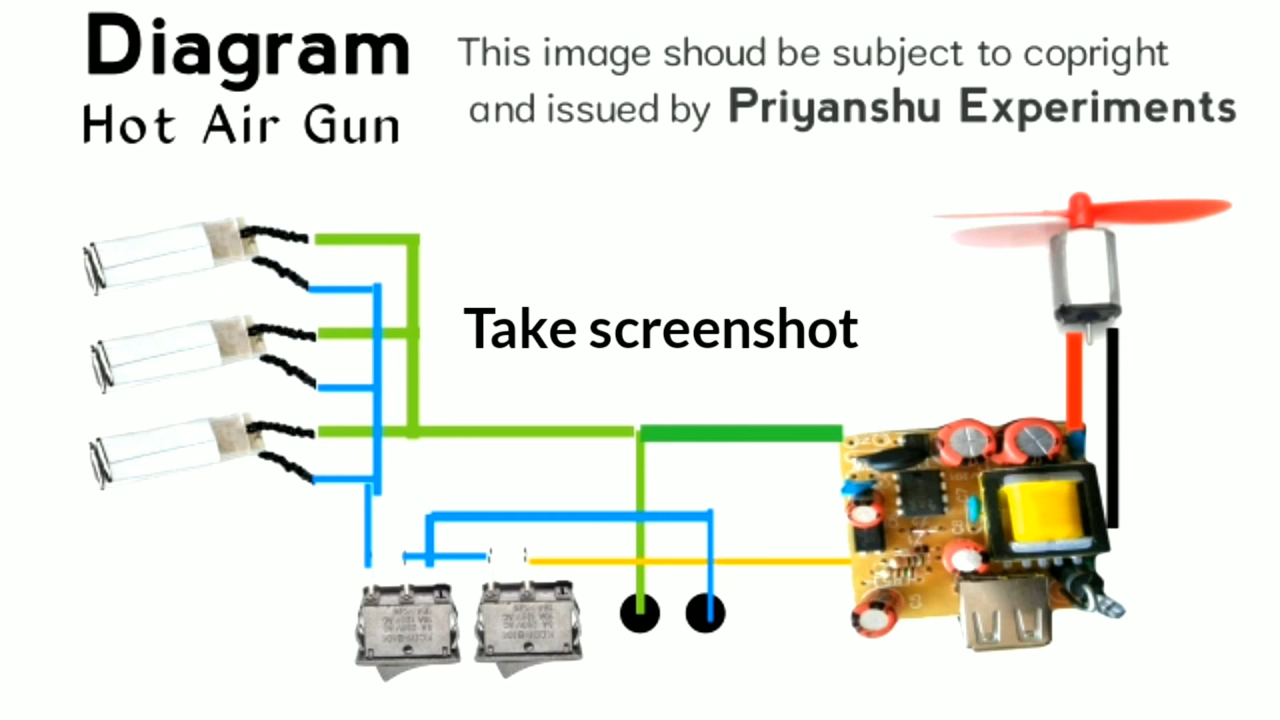 Diagram
Hot Air Gun
This image shoud be subject to copright
and issued by Priyanshu Experiments
Take screenshot